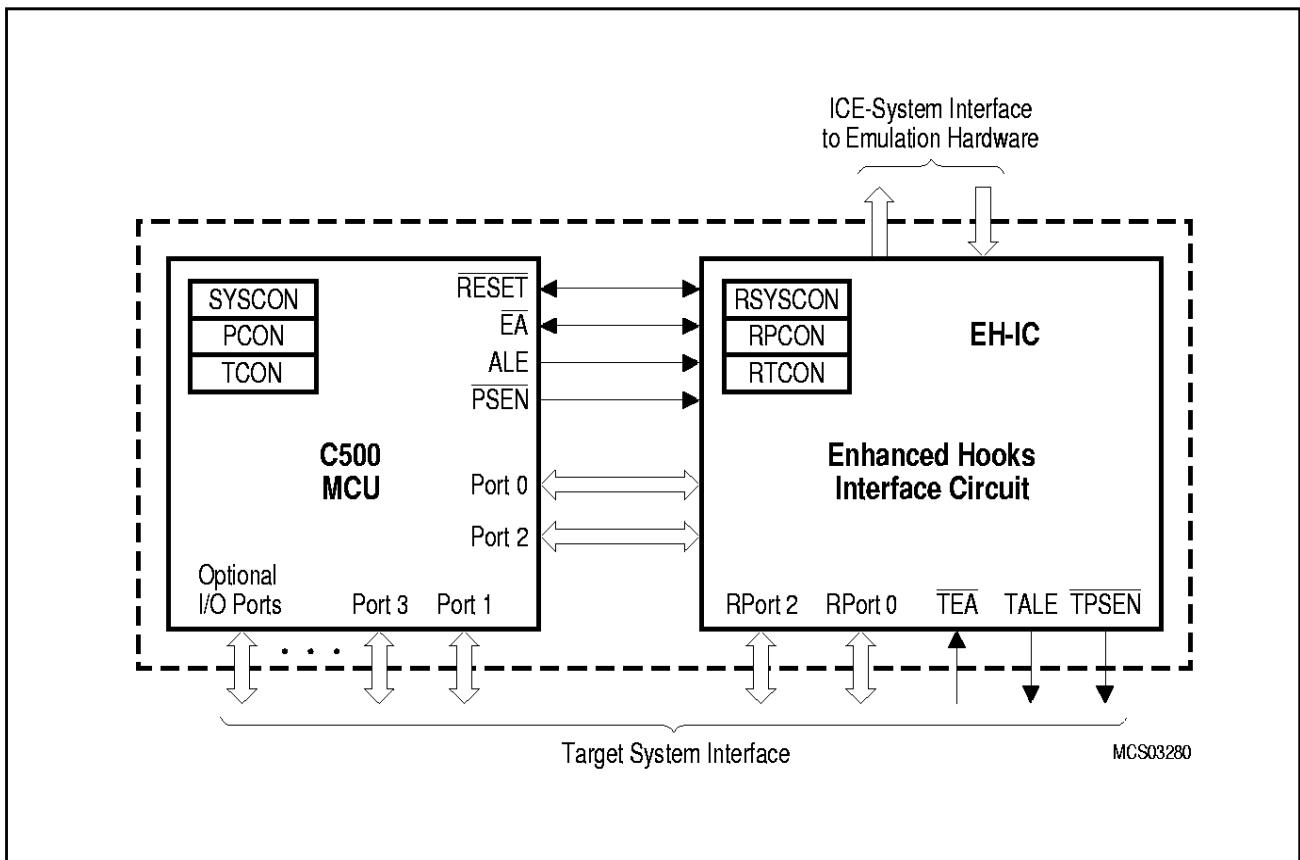 ICE-System Interface
to Emulation Hardware
SYSCON
PCON
TCON
RESET
EA
ALE
PSEN
C500
MCU
Port 0
Port 2
Optional
I/O Ports
Port 3
Port 1
. . .
RSYSCON
RPCON
RTCON
EH-IC
Enhanced Hooks
Interface Circuit
RPort 2
RPort 0
TEA
TALE
TPSEN
Target System Interface
MCS03280